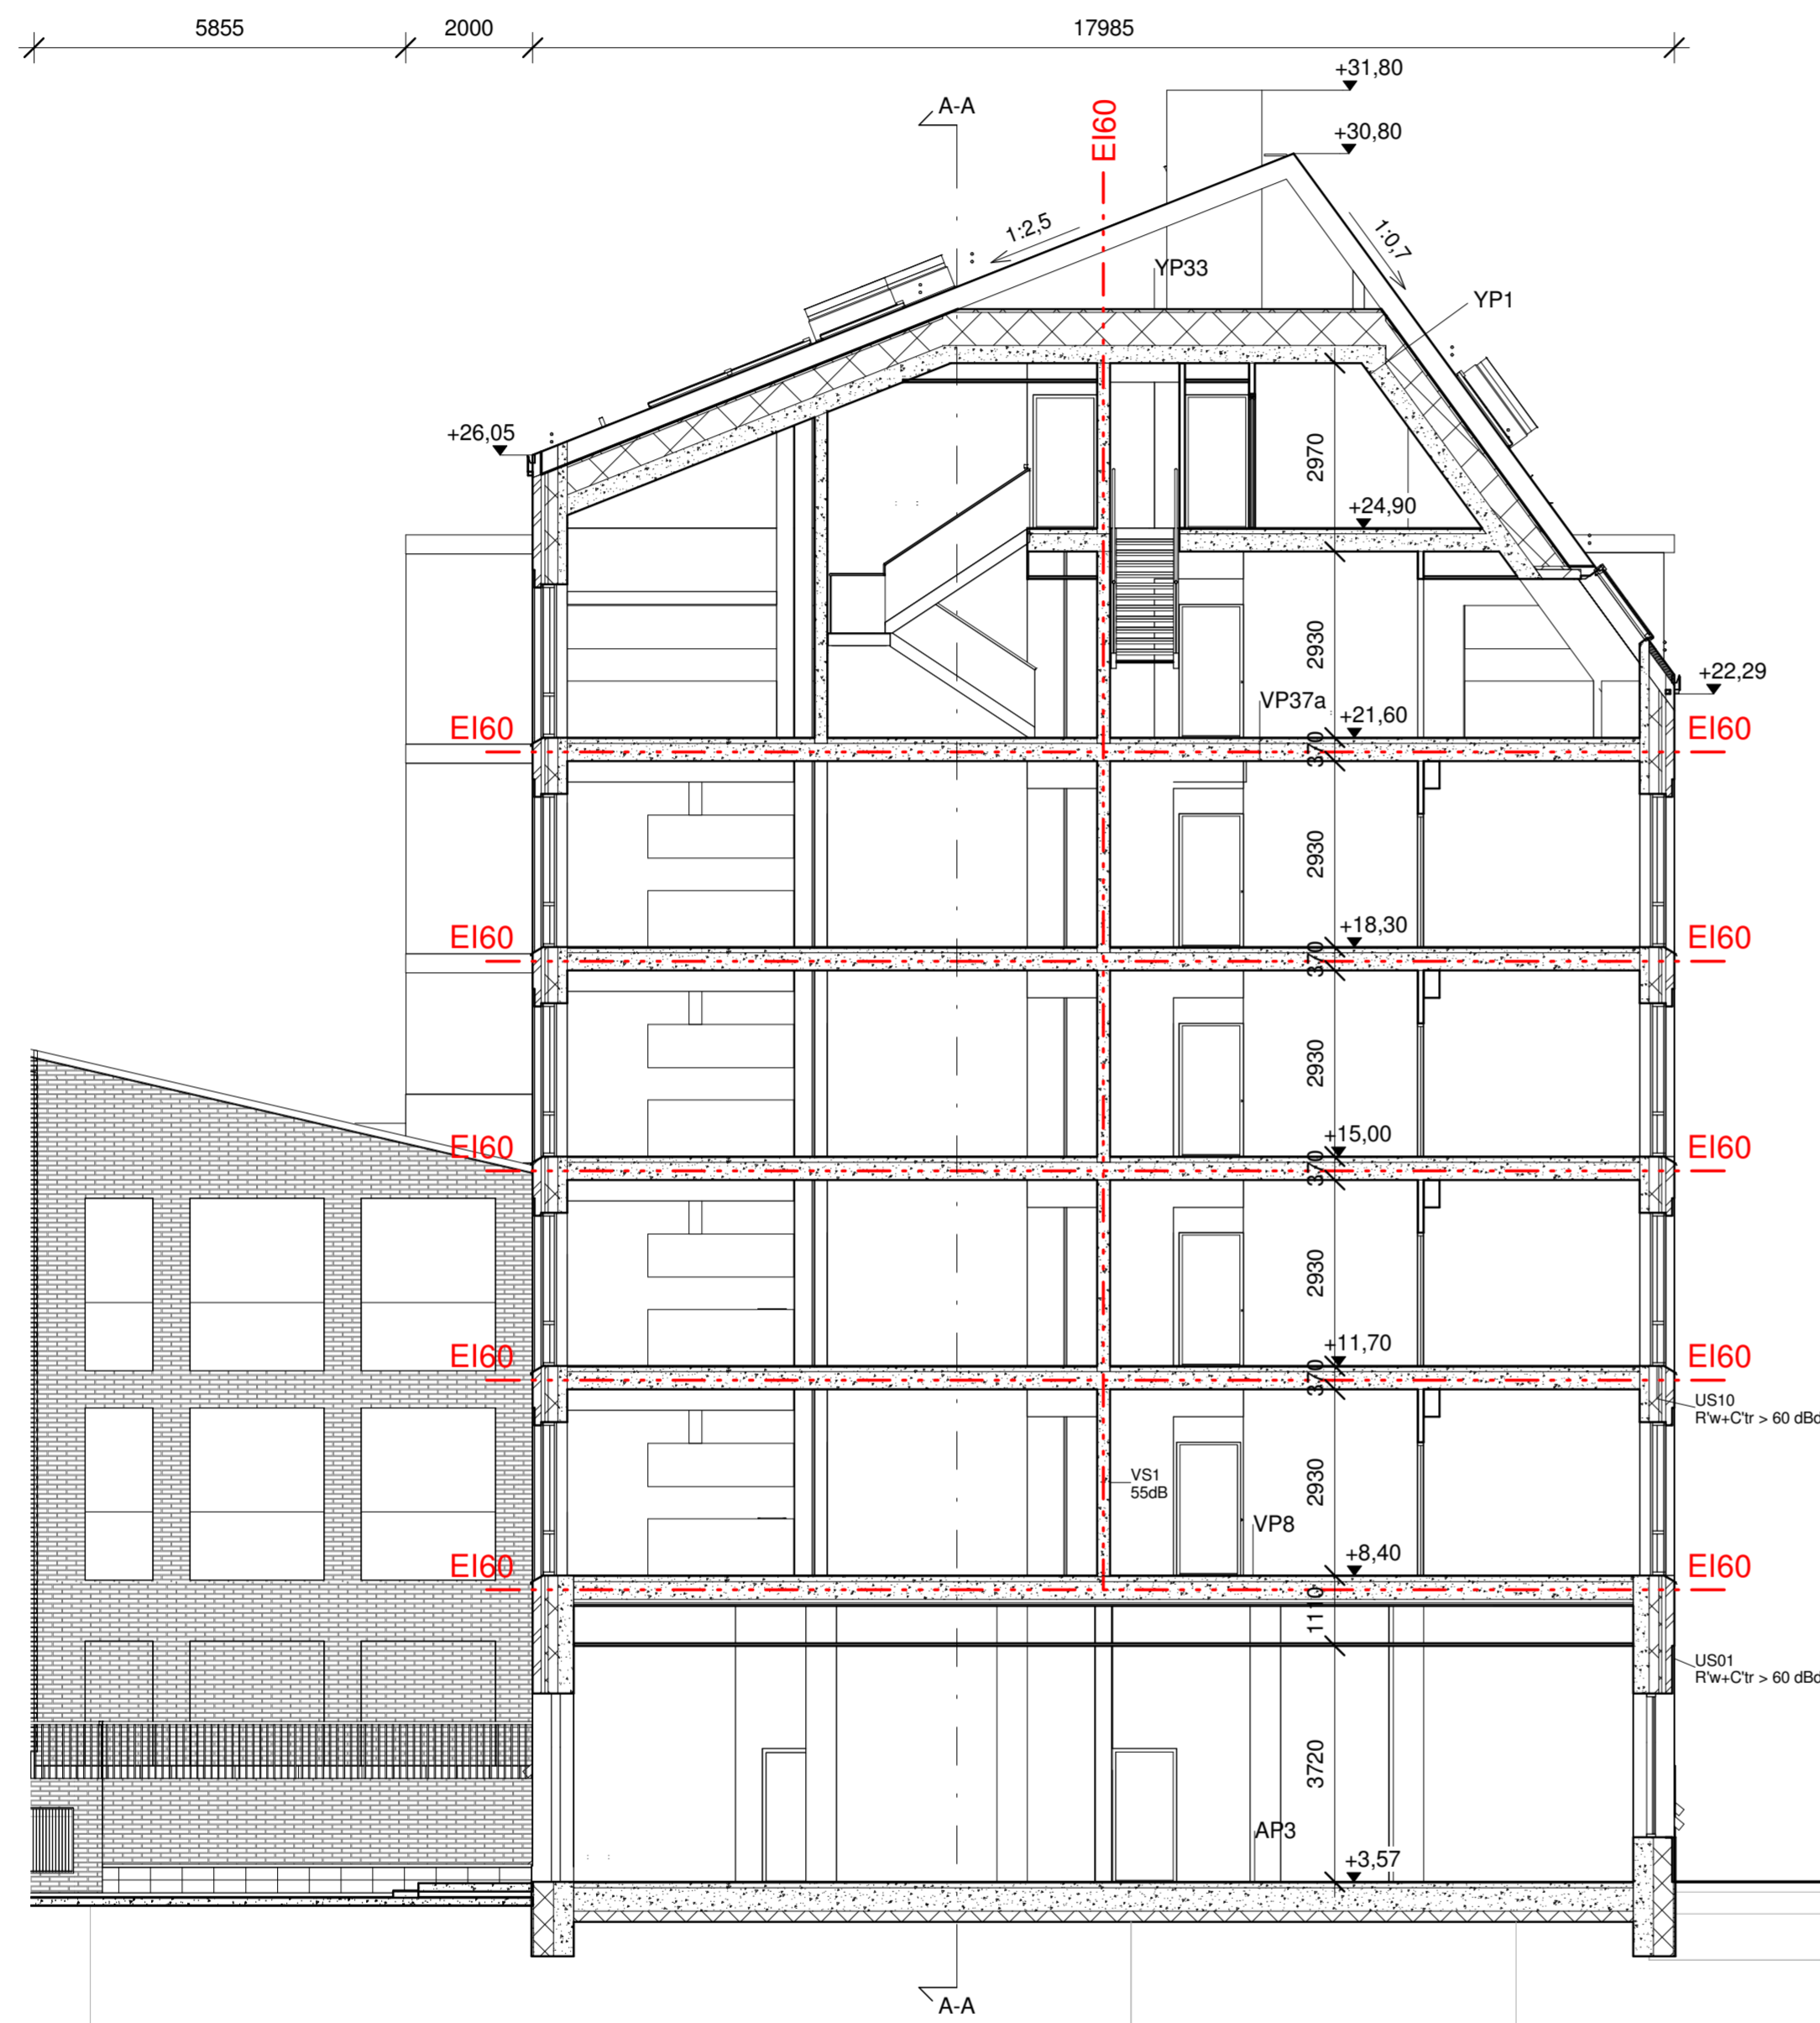 5855
2000
17985
+31,80
A-A
EI60
+30,80
1:2,5
1:0,7
YP33
YP1
+26,05
2970
+24,90
2930
+22,29
VP37a
+21,60
EI60
EI60
370
2930
+18,30
EI60
EI60
370
2930
+15,00
EI60
EI60
370
2930
+11,70
EI60
EI60
370
US10
R'w+C'tr > 60 dBd
2930
VS1
55dB
VP8
+8,40
EI60
EI60
1110
US01
R'w+C'tr > 60 dBd
3720
AP3
+3,57
A-A